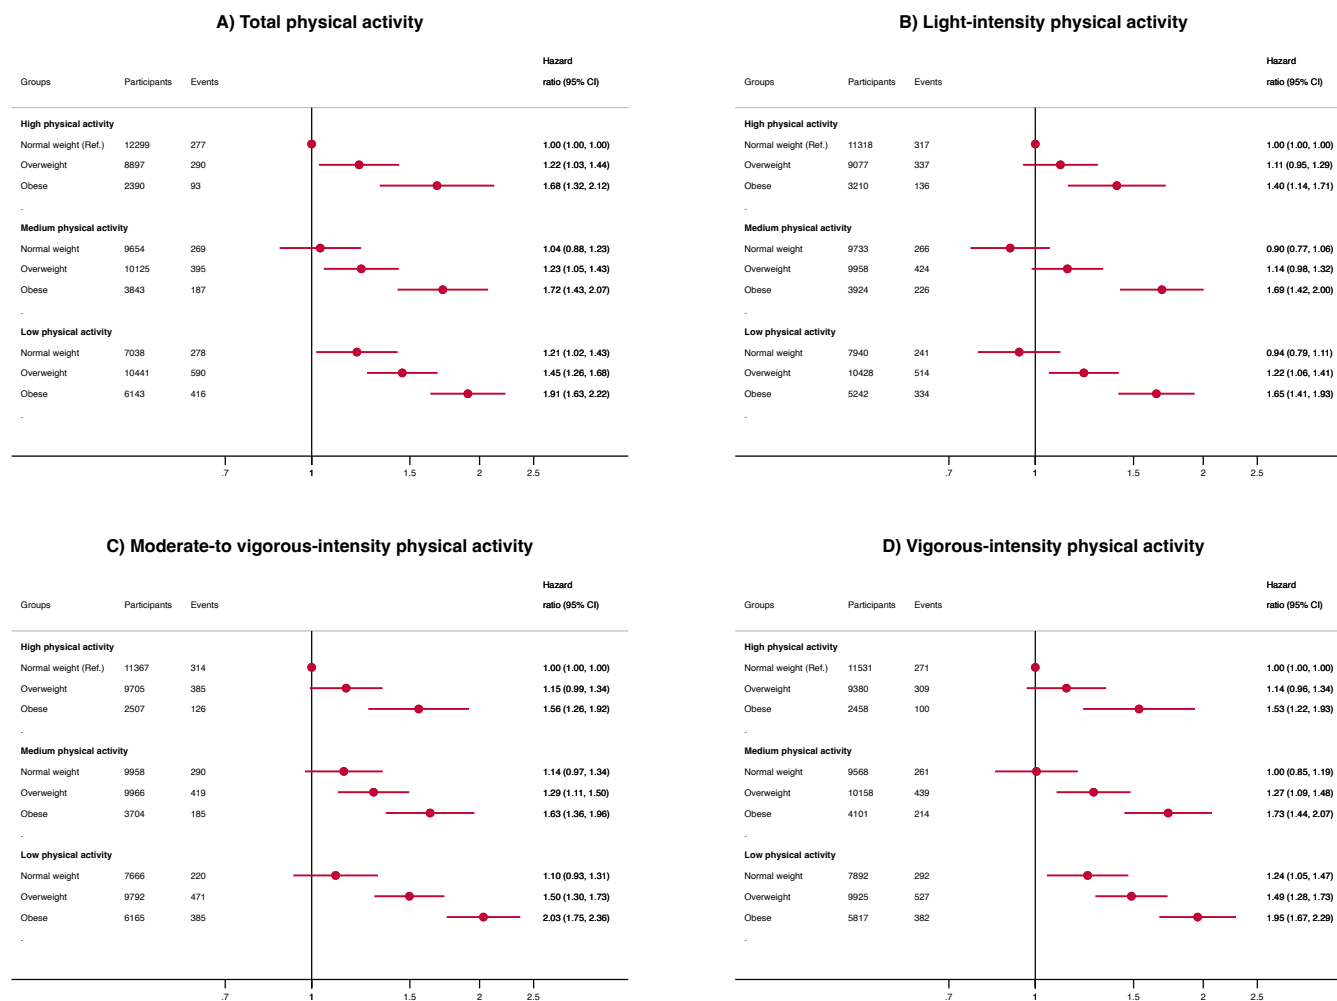 A) Total physical activity
Hazard
Groups Participants Events ratio (95% CI)
High physical activity
Normal weight (Ref.) 12299 277 1.00 (1.00, 1.00)
Overweight 8897 290 1.22 (1.03, 1.44)
Obese 2390 93 1.68 (1.32, 2.12)
.
Medium physical activity
Normal weight 9654 269 1.04 (0.88, 1.23)
Overweight 10125 395 1.23 (1.05, 1.43)
Obese 3843 187 1.72 (1.43, 2.07)
.
Low physical activity
Normal weight 7038 278 1.21 (1.02, 1.43)
Overweight 10441 590 1.45 (1.26, 1.68)
Obese 6143 416 1.91 (1.63, 2.22)
.
.7 1 1.5 2 2.5
B) Light-intensity physical activity
Hazard
Groups Participants Events ratio (95% CI)
High physical activity
Normal weight (Ref.) 11318 317 1.00 (1.00, 1.00)
Overweight 9077 337 1.11 (0.95, 1.29)
Obese 3210 136 1.40 (1.14, 1.71)
.
Medium physical activity
Normal weight 9733 266 0.90 (0.77, 1.06)
Overweight 9958 424 1.14 (0.98, 1.32)
Obese 3924 226 1.69 (1.42, 2.00)
.
Low physical activity
Normal weight 7940 241 0.94 (0.79, 1.11)
Overweight 10428 514 1.22 (1.06, 1.41)
Obese 5242 334 1.65 (1.41, 1.93)
.
.7 1 1.5 2 2.5
C) Moderate-to vigorous-intensity physical activity
Hazard
Groups Participants Events ratio (95% CI)
High physical activity
Normal weight (Ref.) 11367 314 1.00 (1.00, 1.00)
Overweight 9705 385 1.15 (0.99, 1.34)
Obese 2507 126 1.56 (1.26, 1.92)
.
Medium physical activity
Normal weight 9958 290 1.14 (0.97, 1.34)
Overweight 9966 419 1.29 (1.11, 1.50)
Obese 3704 185 1.63 (1.36, 1.96)
.
Low physical activity
Normal weight 7666 220 1.10 (0.93, 1.31)
Overweight 9792 471 1.50 (1.30, 1.73)
Obese 6165 385 2.03 (1.75, 2.36)
.
.7 1 1.5 2 2.5
D) Vigorous-intensity physical activity
Hazard
Groups Participants Events ratio (95% CI)
High physical activity
Normal weight (Ref.) 11531 271 1.00 (1.00, 1.00)
Overweight 9380 309 1.14 (0.96, 1.34)
Obese 2458 100 1.53 (1.22, 1.93)
.
Medium physical activity
Normal weight 9568 261 1.00 (0.85, 1.19)
Overweight 10158 439 1.27 (1.09, 1.48)
Obese 4101 214 1.73 (1.44, 2.07)
.
Low physical activity
Normal weight 7892 292 1.24 (1.05, 1.47)
Overweight 9925 527 1.49 (1.28, 1.73)
Obese 5817 382 1.95 (1.67, 2.29)
.
.7 1 1.5 2 2.5